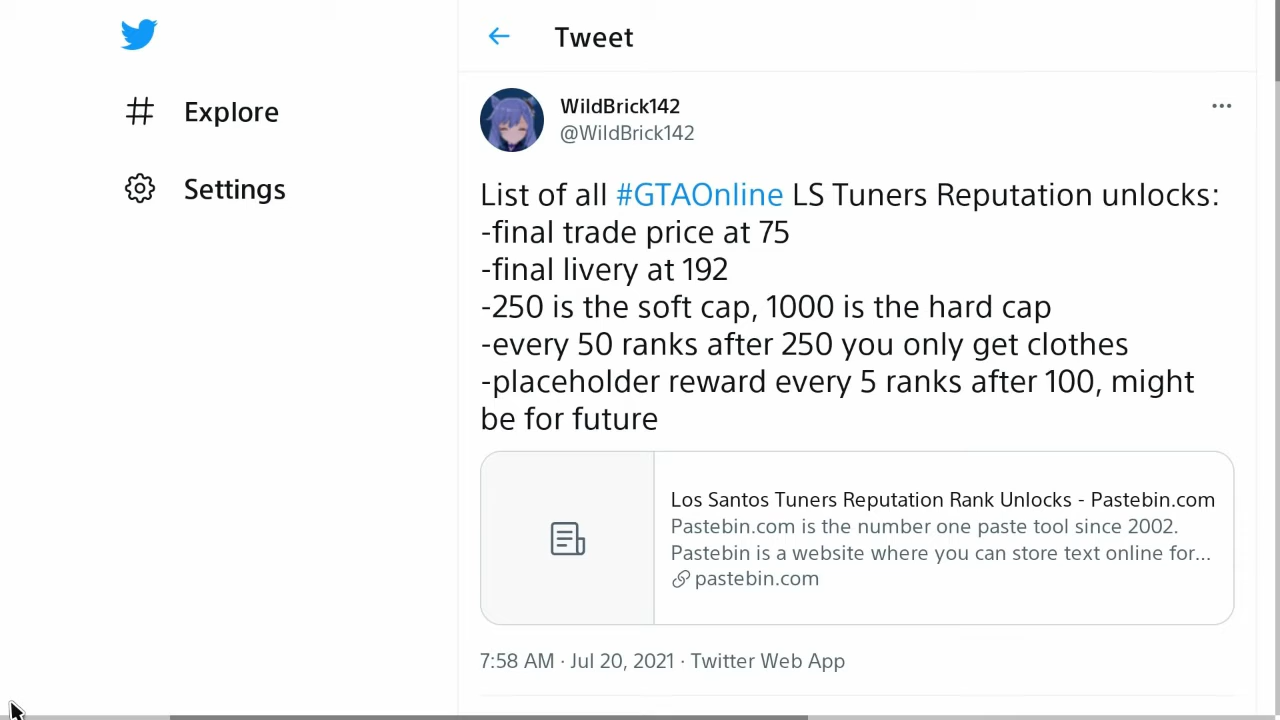 Tweet
Explore
Settings
WildBrick142
@WildBrick142
List of all #GTAOnline LS Tuners Reputation unlocks:
-final trade price at 75
-final livery at 192
-250 is the soft cap, 1000 is the hard cap
-every 50 ranks after 250 you only get clothes
-placeholder reward every 5 ranks after 100, might
be for future
Los Santos Tuners Reputation Rank Unlocks - Pastebin.com
Pastebin.com is the number one paste tool since 2002.
Pastebin is a website where you can store text online for...
pastebin.com
7:58 AM · Jul 20, 2021 · Twitter Web App